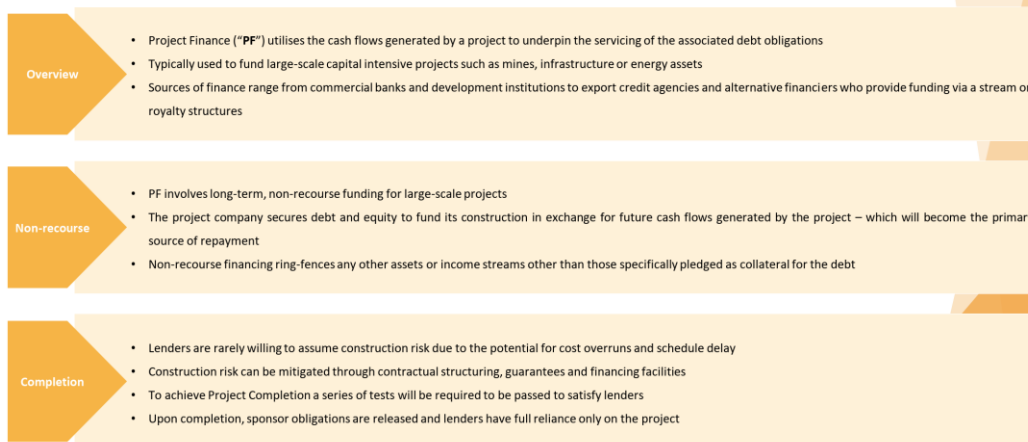 Overview
• Project Finance (“PF”) utilises the cash flows generated by a project to underpin the servicing of the associated debt obligations
• Typically used to fund large-scale capital intensive projects such as mines, infrastructure or energy assets
• Sources of finance range from commercial banks and development institutions to export credit agencies and alternative financiers who provide funding via a stream or
royalty structures
Non-recourse
• PF involves long-term, non-recourse funding for large-scale projects
• The project company secures debt and equity to fund its construction in exchange for future cash flows generated by the project – which will become the primar
source of repayment
• Non-recourse financing ring-fences any other assets or income streams other than those specifically pledged as collateral for the debt
Completion
• Lenders are rarely willing to assume construction risk due to the potential for cost overruns and schedule delay
• Construction risk can be mitigated through contractual structuring, guarantees and financing facilities
• To achieve Project Completion a series of tests will be required to be passed to satisfy lenders
• Upon completion, sponsor obligations are released and lenders have full reliance only on the project